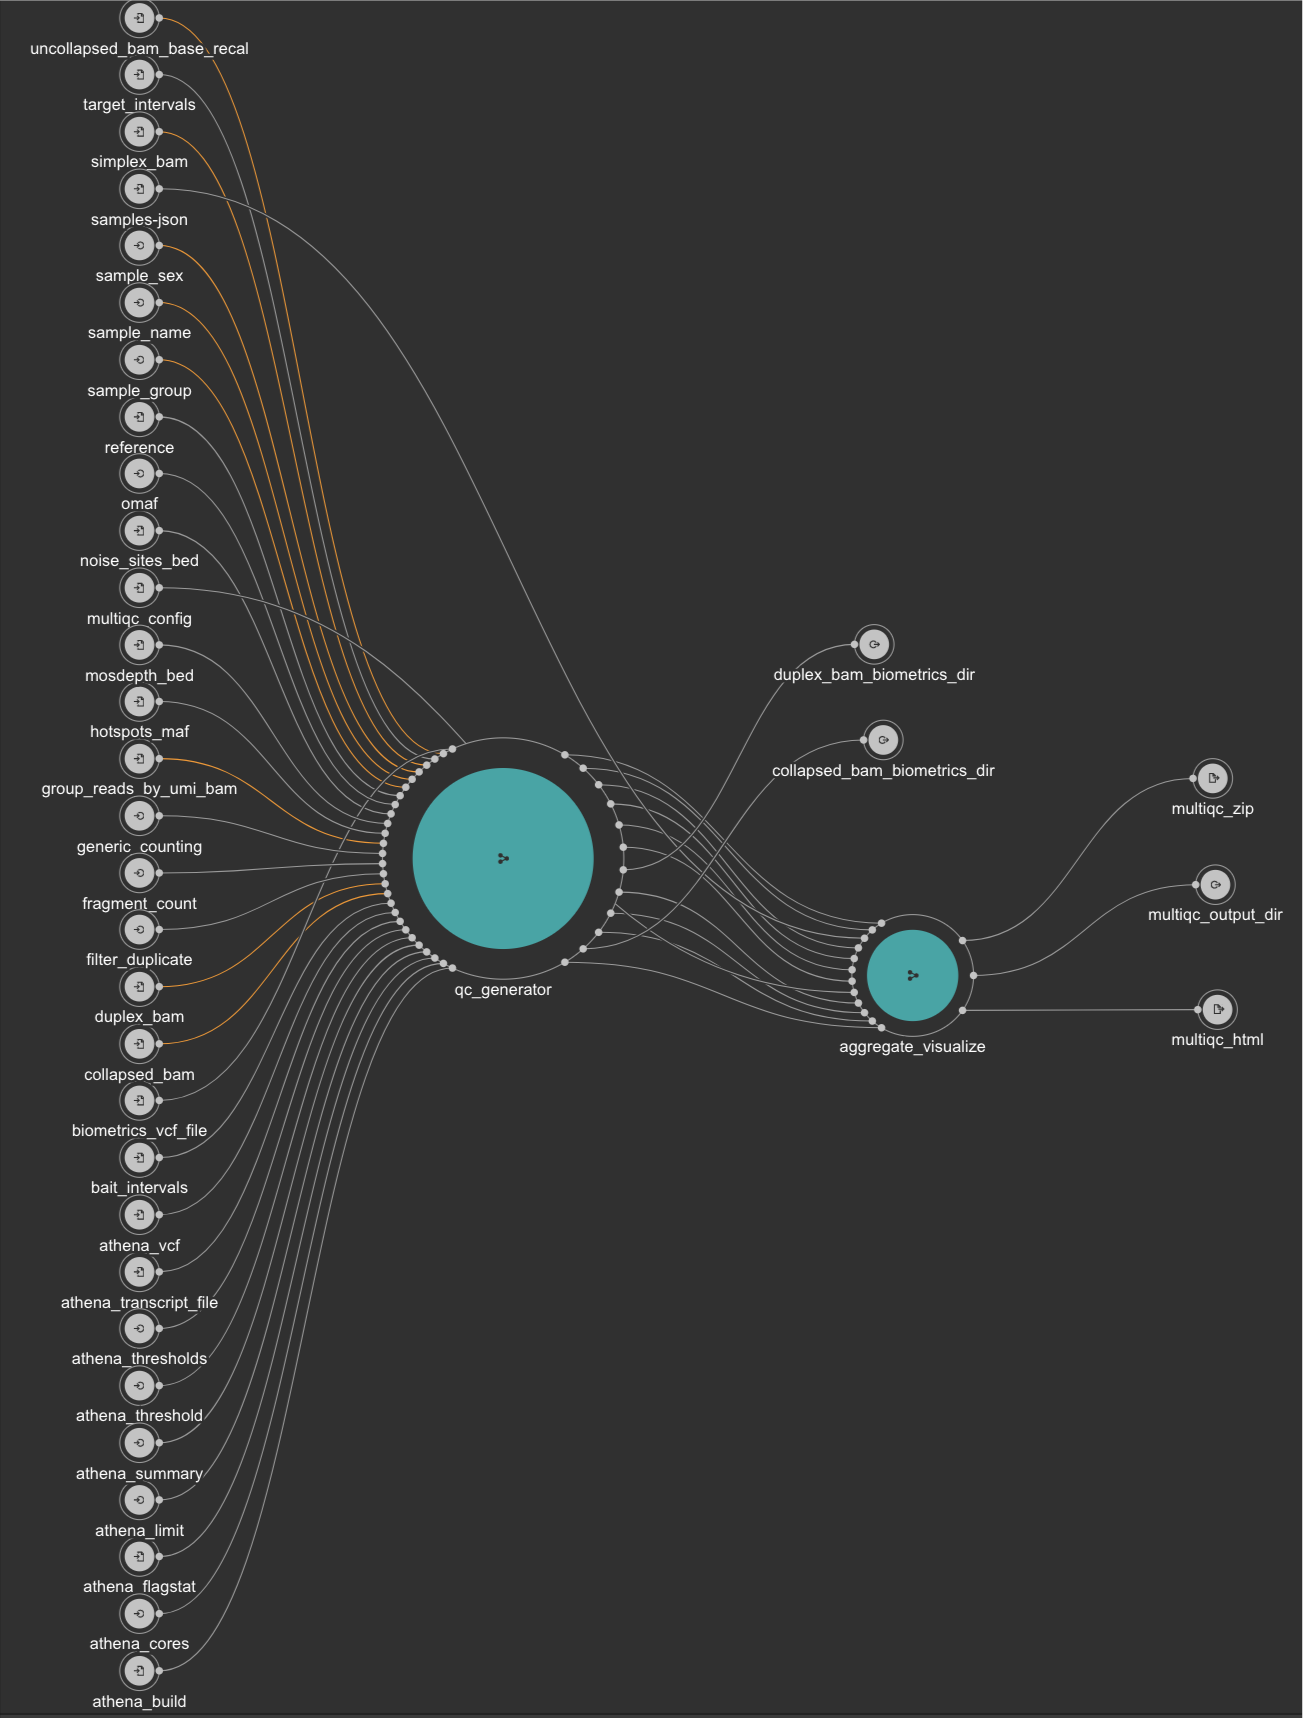 uncollapsed_bam_base_recal
target_intervals
simplex_bam
samples-json
sample_sex
sample_name
sample_group
reference
omaf
noise_sites_bed
multiqc_config
mosdepth_bed
hotspots_maf
group_reads_by_umi_bam
generic_counting
fragment_count
filter_duplicate
duplex_bam
collapsed_bam
biometrics_vcf_file
bait_intervals
athena_vcf
athena_transcript_file
athena_thresholds
athena_threshold
athena_summary
athena_limit
athena_flagstat
athena_cores
athena_build
qc_generator
duplex_bam_biometrics_dir
collapsed_bam_biometrics_dir
aggregate_visualize
multiqc_zip
multiqc_output_dir
multiqc_html